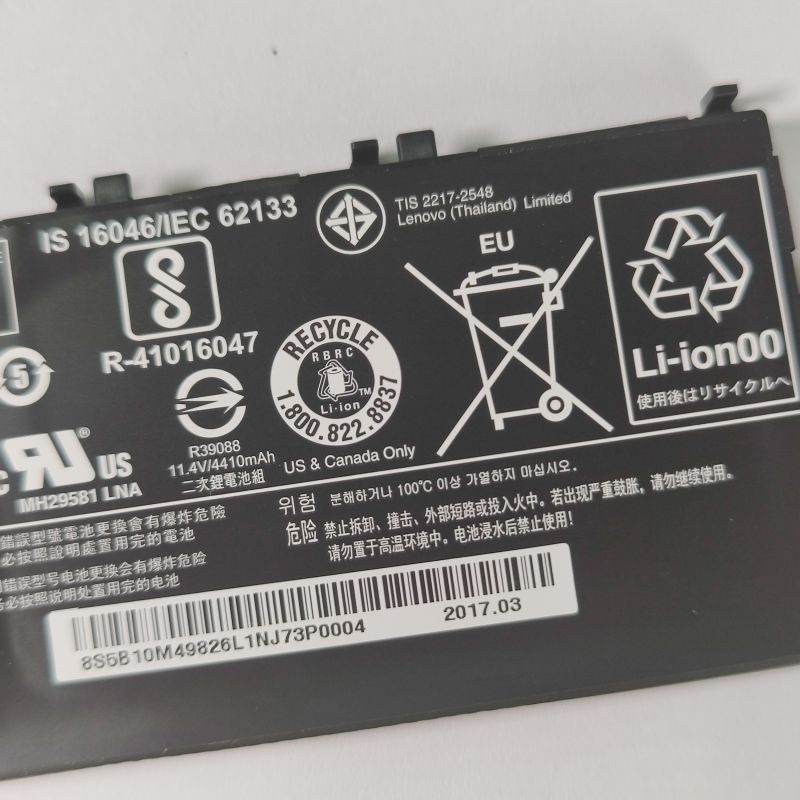 IS 16046/IEC 62133
R-41016047
5
R39088
11.4V/4410mAh
二次鋰電池組
US
MH29581 LNA
RECYCLE
RBRC
Li-ion
TM
1.800.822.8837
US & Canada Only
TIS 2217-2548
Lenovo (Thailand) Limited
EU
Li-ion00
使用後はリサイクルへ
위험 분해하거나 100℃ 이상 가열하지 마십시오.
危险 禁止拆卸、撞击、外部短路或投入火中。若出现严重鼓胀，请勿继续使用。
请勿置于高温环境中。电池浸水后禁止使用！
錯誤型號電池更換會有爆炸危險
必按照說明處置用完的電池
错误型号电池更换会有爆炸危险
务必按照说明处置用完的电池
8S5B10M49826L1NJ73P0004
2017.03